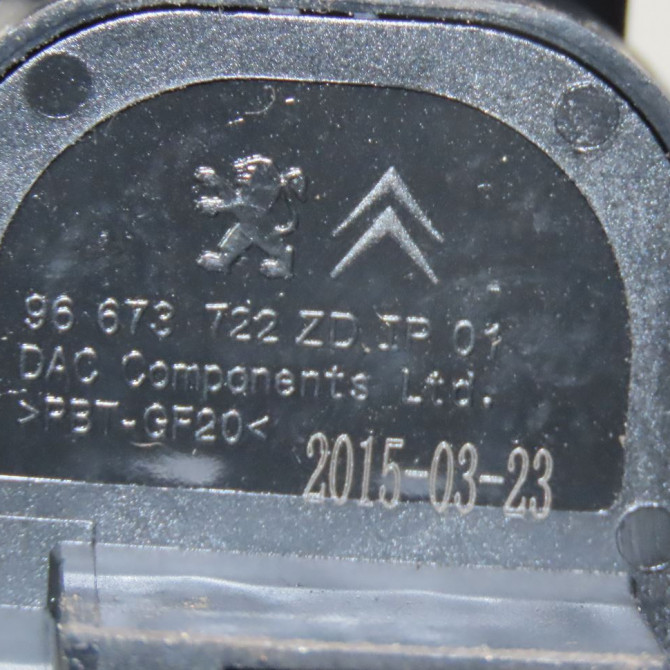 96 673 722 ZD.JP 01
DAC Components Ltd.
>PBT-GF20<
2015-03-23